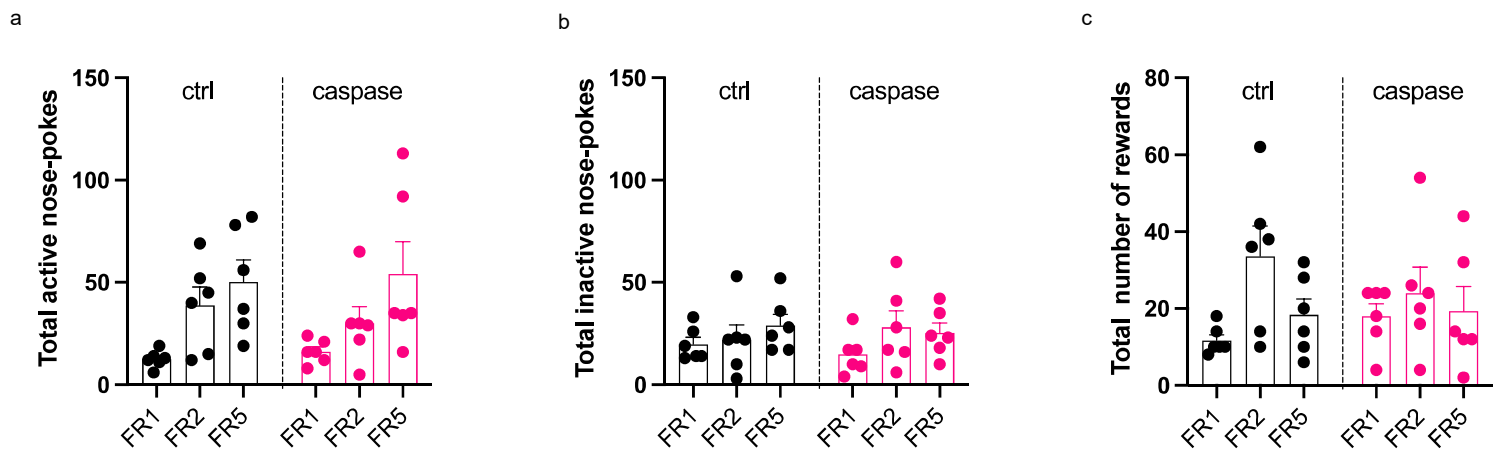 a
Total active nose-pokes
150
100
50
0
ctrl
caspase
FR1
FR2
FR5
FR1
FR2
FR5
b
Total inactive nose-pokes
150
100
50
0
ctrl
caspase
FR1
FR2
FR5
FR1
FR2
FR5
c
Total number of rewards
80
60
40
20
0
ctrl
caspase
FR1
FR2
FR5
FR1
FR2
FR5